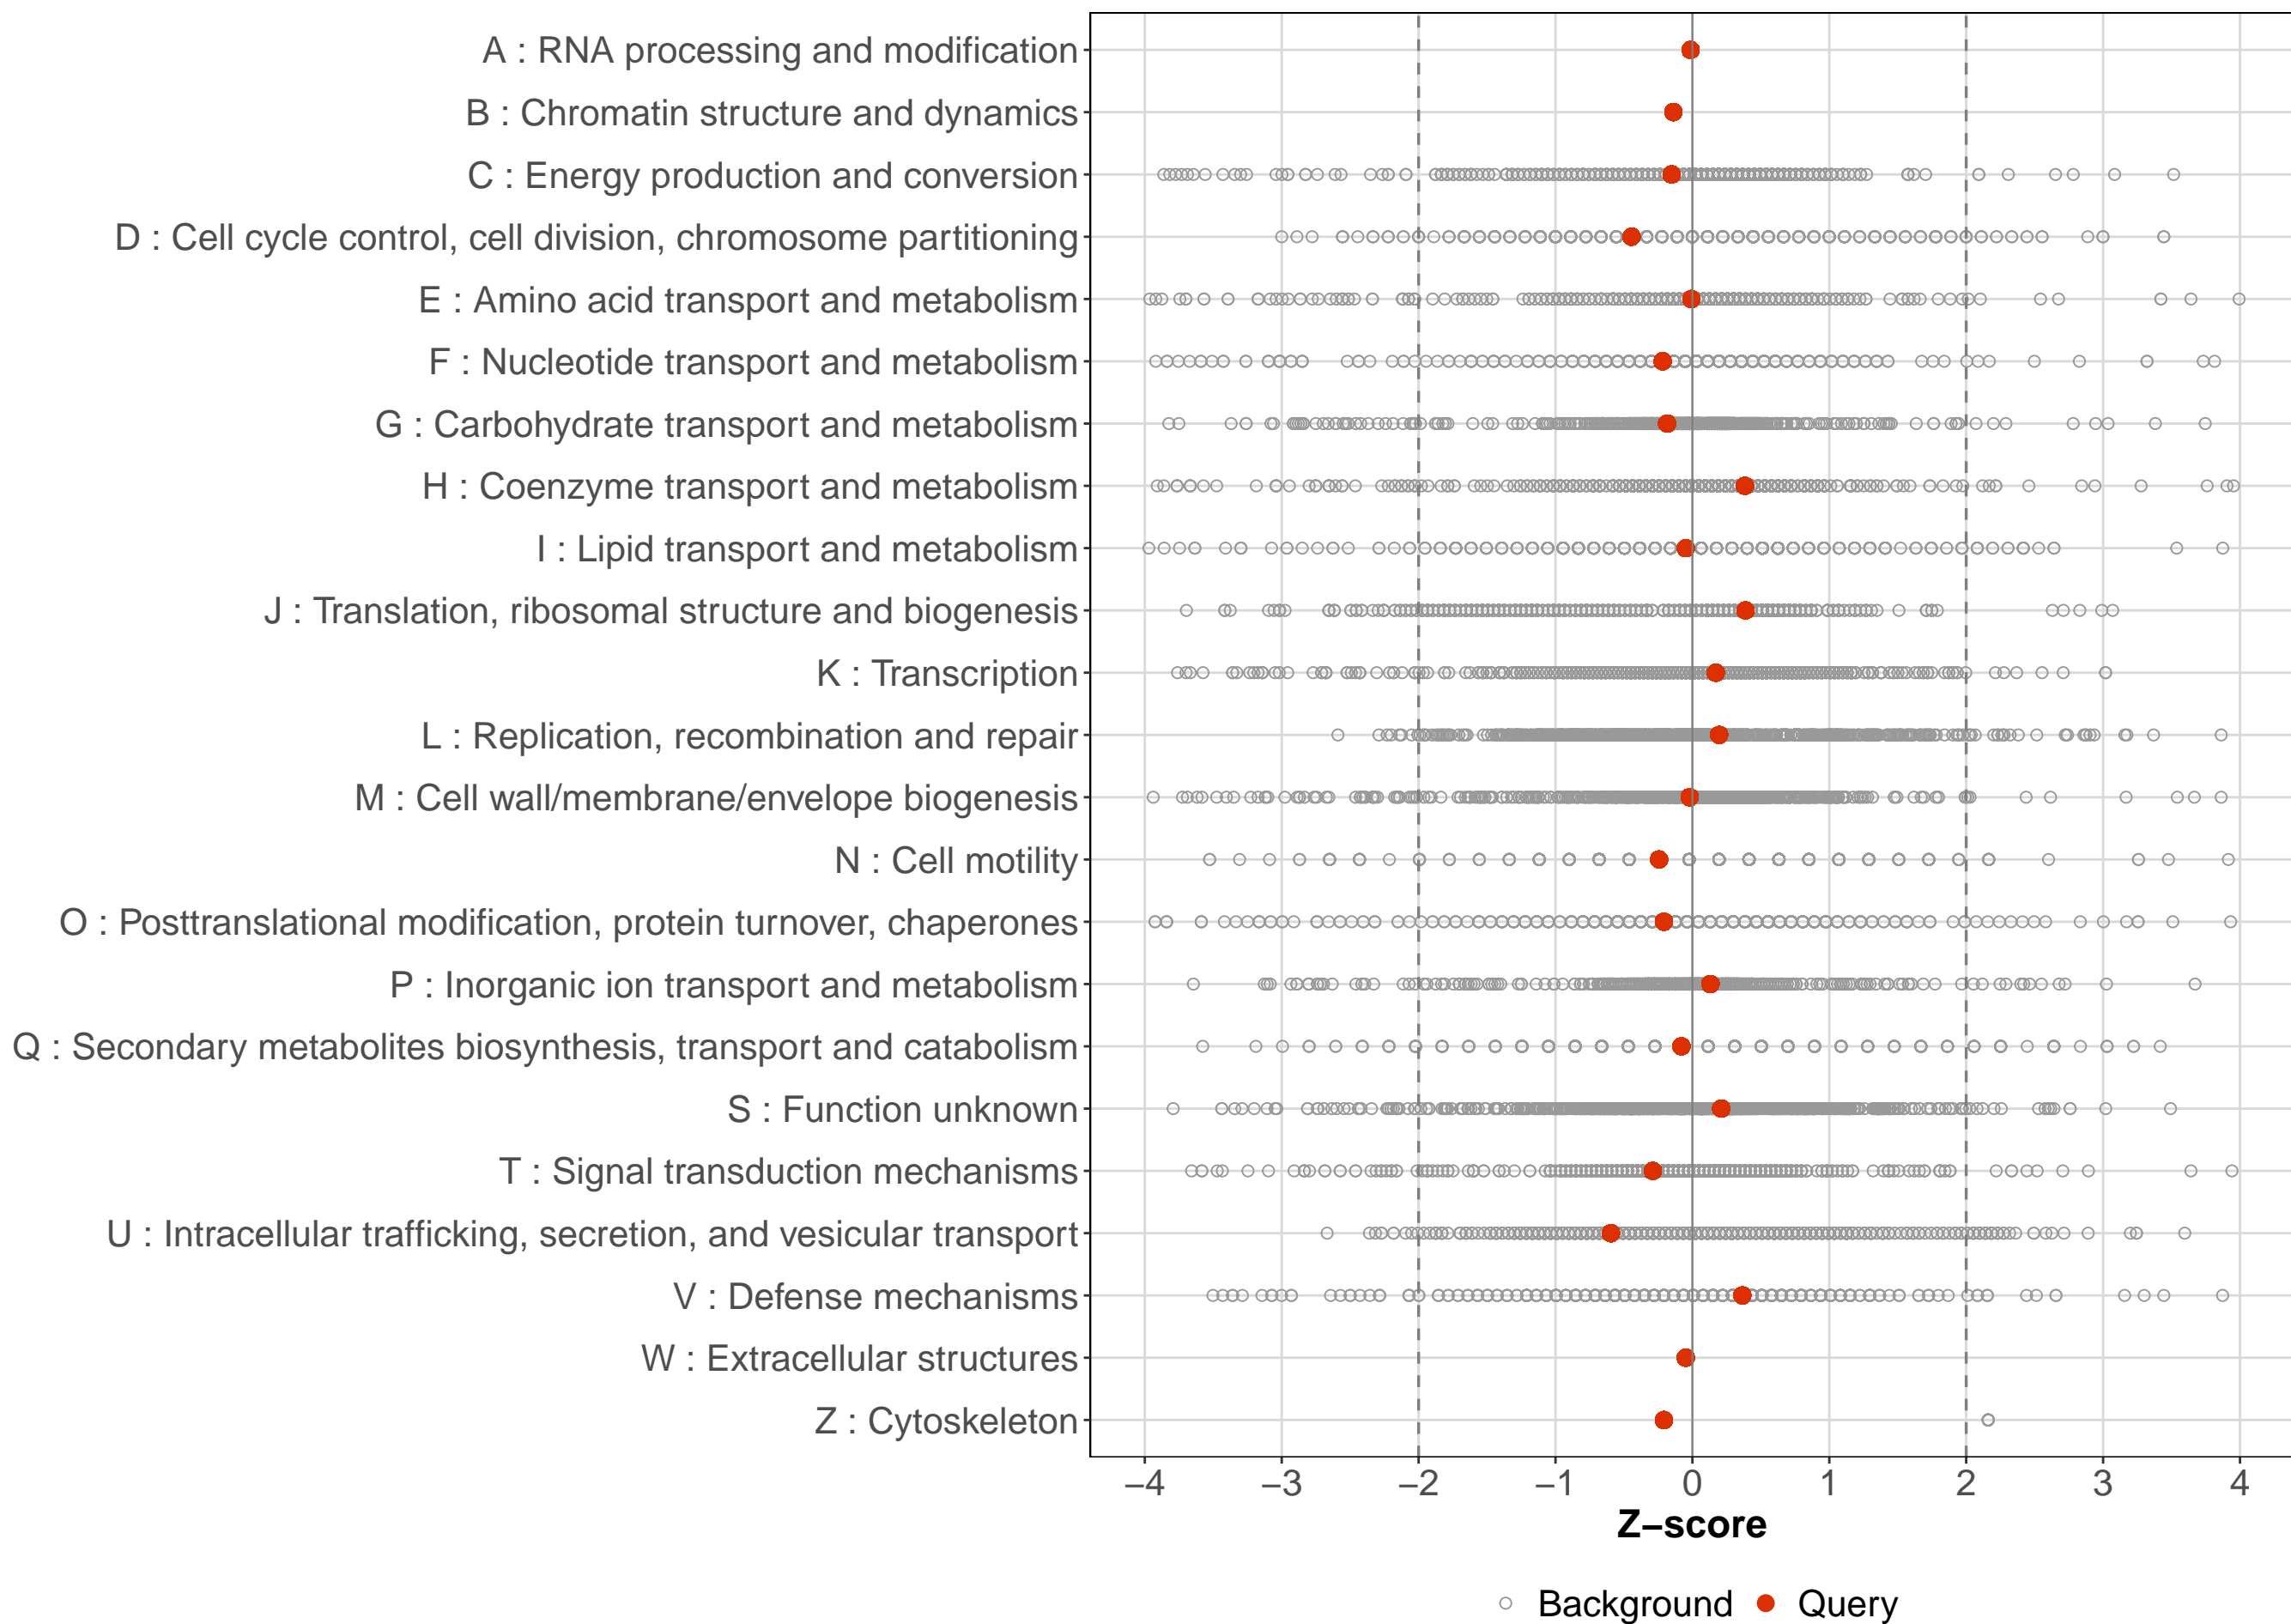 A : RNA processing and modification
B : Chromatin structure and dynamics
C : Energy production and conversion
D : Cell cycle control, cell division, chromosome partitioning
E : Amino acid transport and metabolism
F : Nucleotide transport and metabolism
G : Carbohydrate transport and metabolism
H : Coenzyme transport and metabolism
I : Lipid transport and metabolism
J : Translation, ribosomal structure and biogenesis
K : Transcription
L : Replication, recombination and repair
M : Cell wall/membrane/envelope biogenesis
N : Cell motility
O : Posttranslational modification, protein turnover, chaperones
P : Inorganic ion transport and metabolism
Q : Secondary metabolites biosynthesis, transport and catabolism
S : Function unknown
T : Signal transduction mechanisms
U : Intracellular trafficking, secretion, and vesicular transport
V : Defense mechanisms
W : Extracellular structures
Z : Cytoskeleton
−4 −3 −2 −1 0 1 2 3 4
Z−score
Background Query